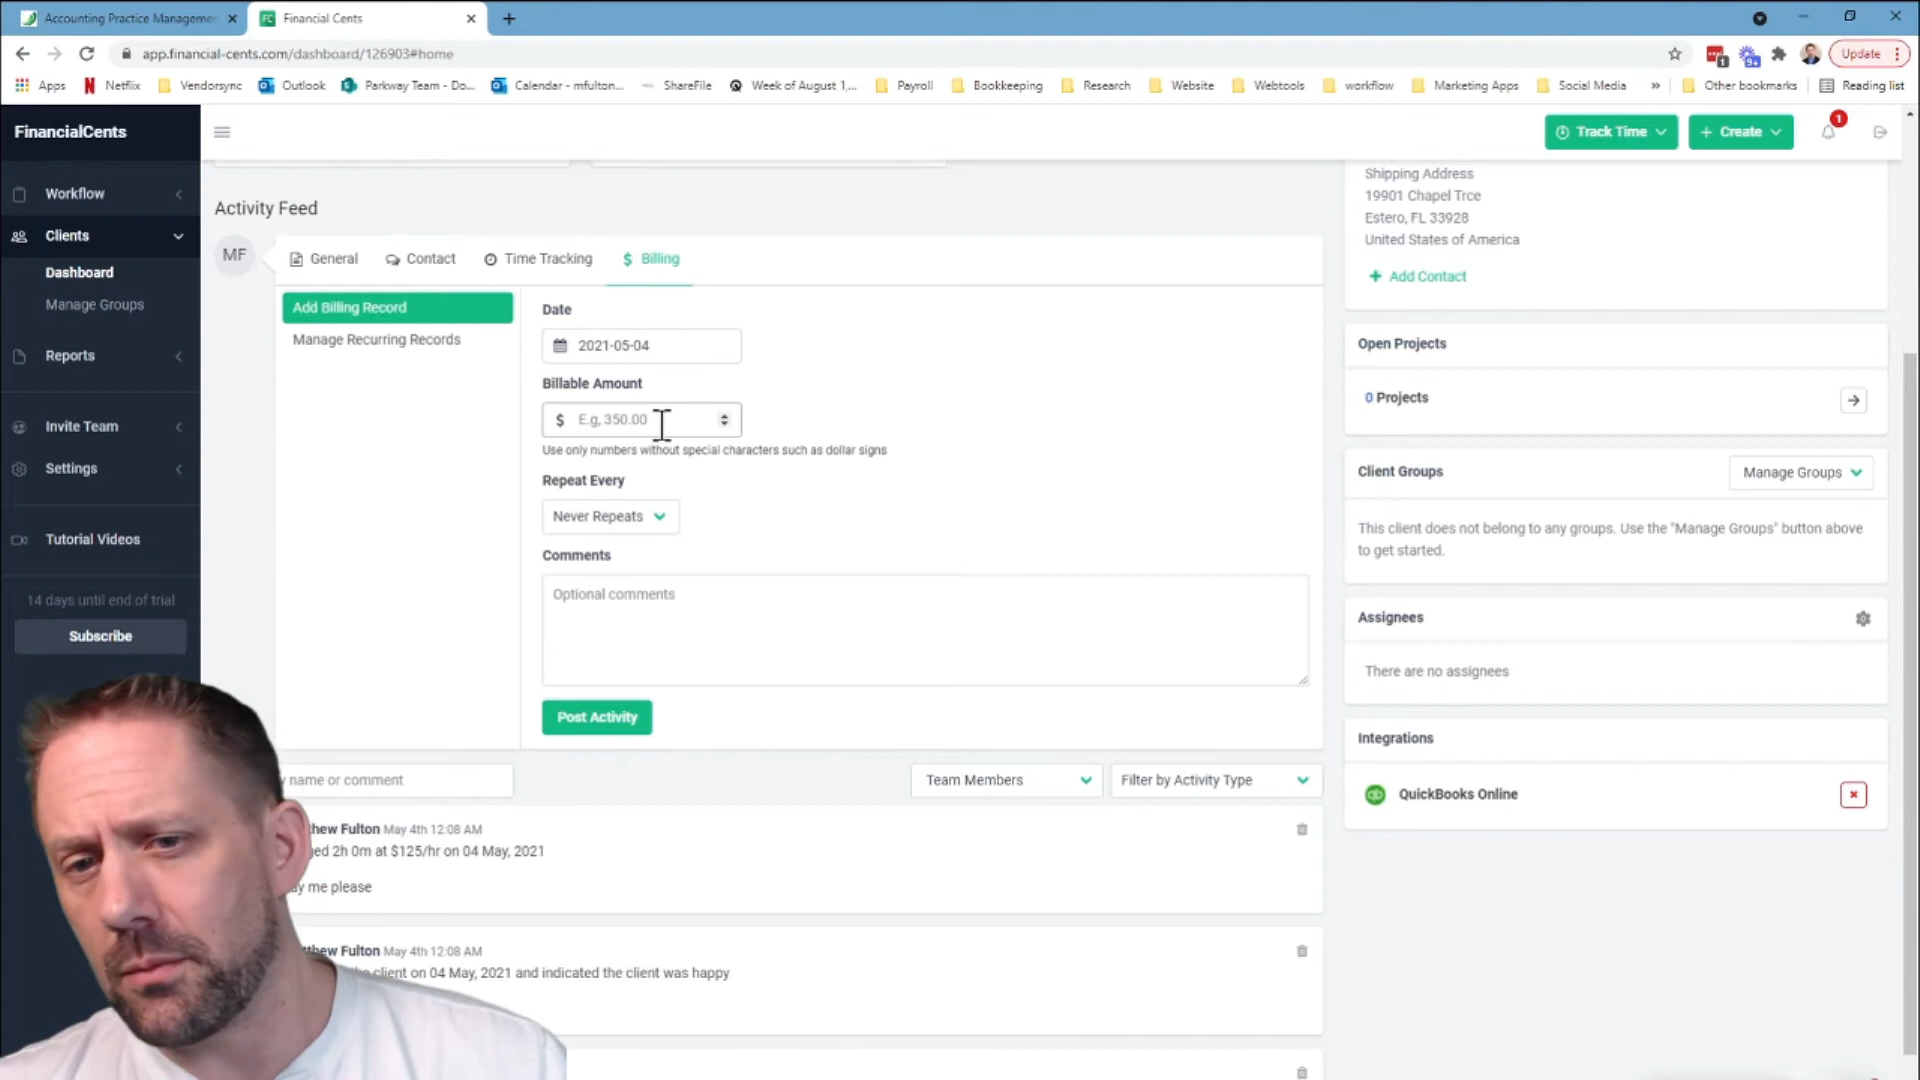 Accounting Practice Manageme
FC Financial Cents
app.financial-cents.com/dashboard/126903#home
Update
Apps Netflix Vendorsync Outlook Parkway Team - Do... Calendar - mfulton... ShareFile Week of August 1,... Payroll Bookkeeping Research Website Webtools workflow Marketing Apps Social Media » Other bookmarks Reading list
FinancialCents
Track Time
+ Create
1
Workflow
Clients
Dashboard
Manage Groups
Reports
Invite Team
Settings
Tutorial Videos
14 days until end of trial
Subscribe
Activity Feed
MF
General Contact Time Tracking $ Billing
Add Billing Record
Manage Recurring Records
Date
2021-05-04
Billable Amount
$ E.g, 350.00
Use only numbers without special characters such as dollar signs
Repeat Every
Never Repeats
Comments
Optional comments
Post Activity
name or comment
Team Members
Filter by Activity Type
hew Fulton May 4th 12:08 AM
ged 2h 0m at $125/hr on 04 May, 2021
ay me please
thew Fulton May 4th 12:08 AM
client on 04 May, 2021 and indicated the client was happy
Shipping Address
19901 Chapel Trce
Estero, FL 33928
United States of America
+ Add Contact
Open Projects
0 Projects
Client Groups
Manage Groups
This client does not belong to any groups. Use the "Manage Groups" button above
to get started.
Assignees
There are no assignees
Integrations
qb QuickBooks Online